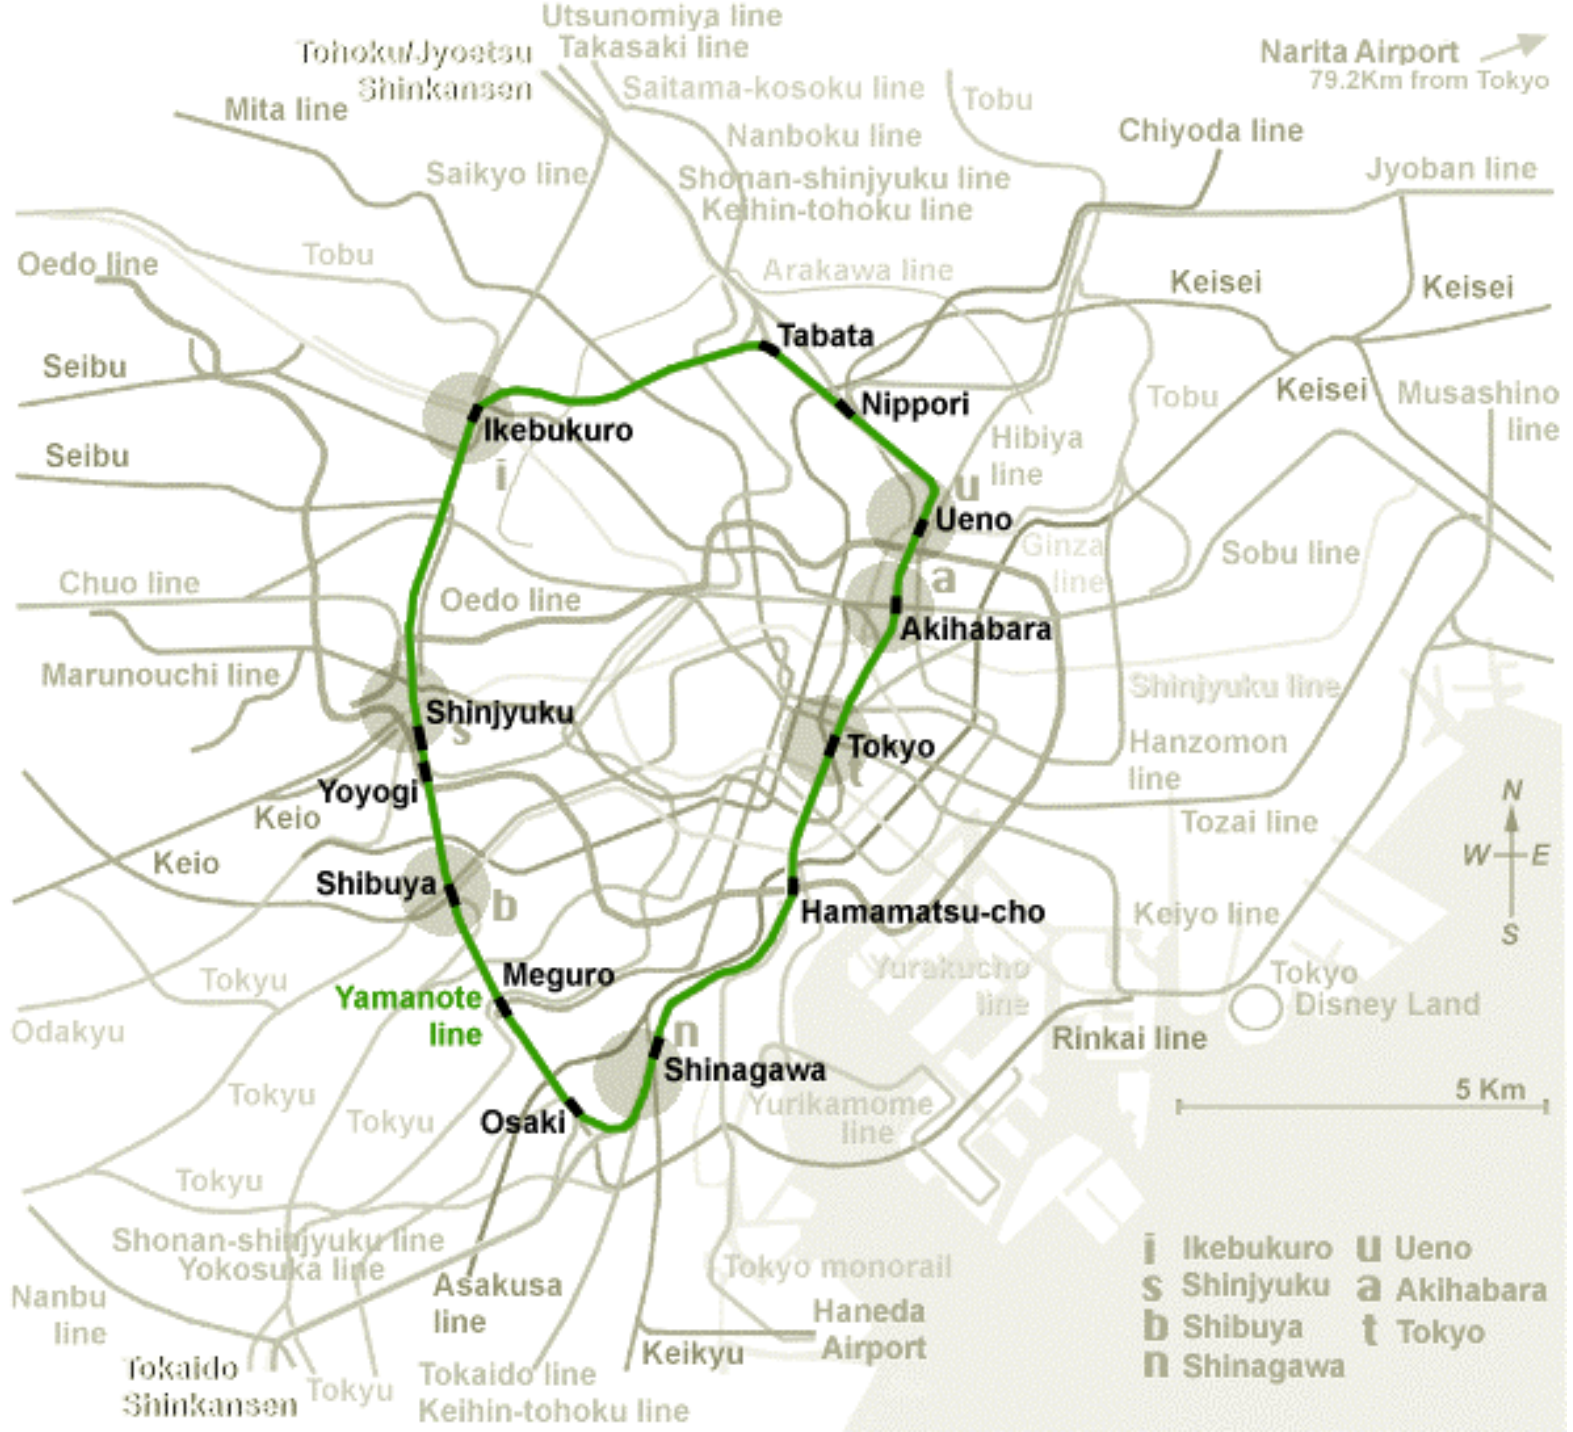 Utsunomiya line
Takasaki line
Tohoku/Jyoetsu
Shinkansen
Narita Airport
79.2Km from Tokyo
Saitama-kosoku line
Tobu
Mita line
Nanboku line
Chiyoda line
Saikyo line
Shonan-shinjyuku line
Keihin-tohoku line
Jyoban line
Oedo line
Tobu
Arakawa line
Keisei
Keisei
Tabata
Seibu
Keisei
Tobu
Musashino
line
Nippori
Ikebukuro
Hibiya
line
Seibu
i
u
Ueno
Ginza
line
Sobu line
Chuo line
Oedo line
a
Akihabara
Marunouchi line
Shinjyuku line
Shinjyuku
s
Tokyo
t
Hanzomon
line
Yoyogi
Keio
N
W E
S
Tozai line
Keio
Shibuya
b
Hamamatsu-cho
Keiyo line
Tokyu
Meguro
Yurakucho
line
Tokyo
Disney Land
Yamanote
line
Odakyu
n
Rinkai line
Shinagawa
Tokyu
Tokyu
Osaki
Yurikamome
line
5 Km
Tokyu
Shonan-shinjyuku line
Yokosuka line
Asakusa
line
Tokyo monorail
Nanbu
line
Haneda
Airport
Keikyu
Tokaido
Shinkansen
Tokyu
Tokaido line
Keihin-tohoku line
i Ikebukuro u Ueno
s Shinjyuku a Akihabara
b Shibuya t Tokyo
n Shinagawa